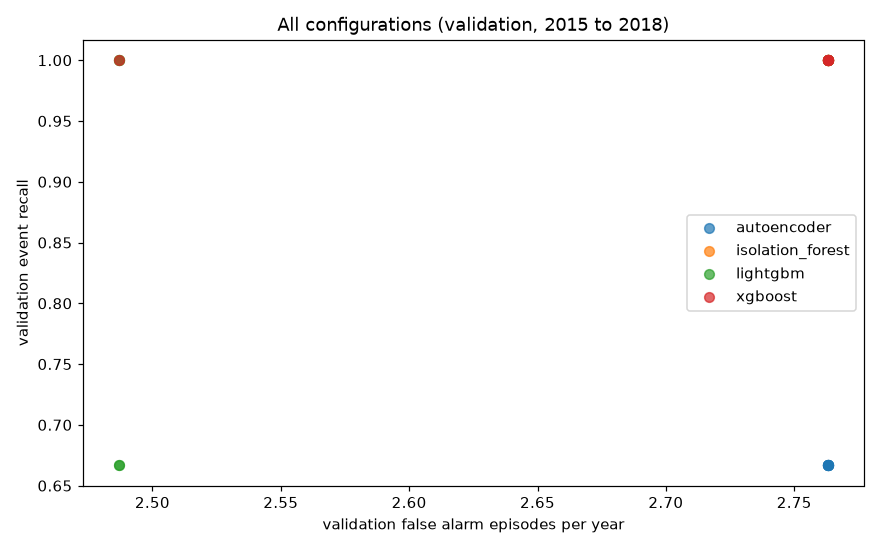 All configurations (validation, 2015 to 2018)
1.00
0.95
0.90
0.85
0.80
0.75
0.70
0.65
validation event recall
autoencoder
isolation_forest
lightgbm
xgboost
2.50 2.55 2.60 2.65 2.70 2.75
validation false alarm episodes per year